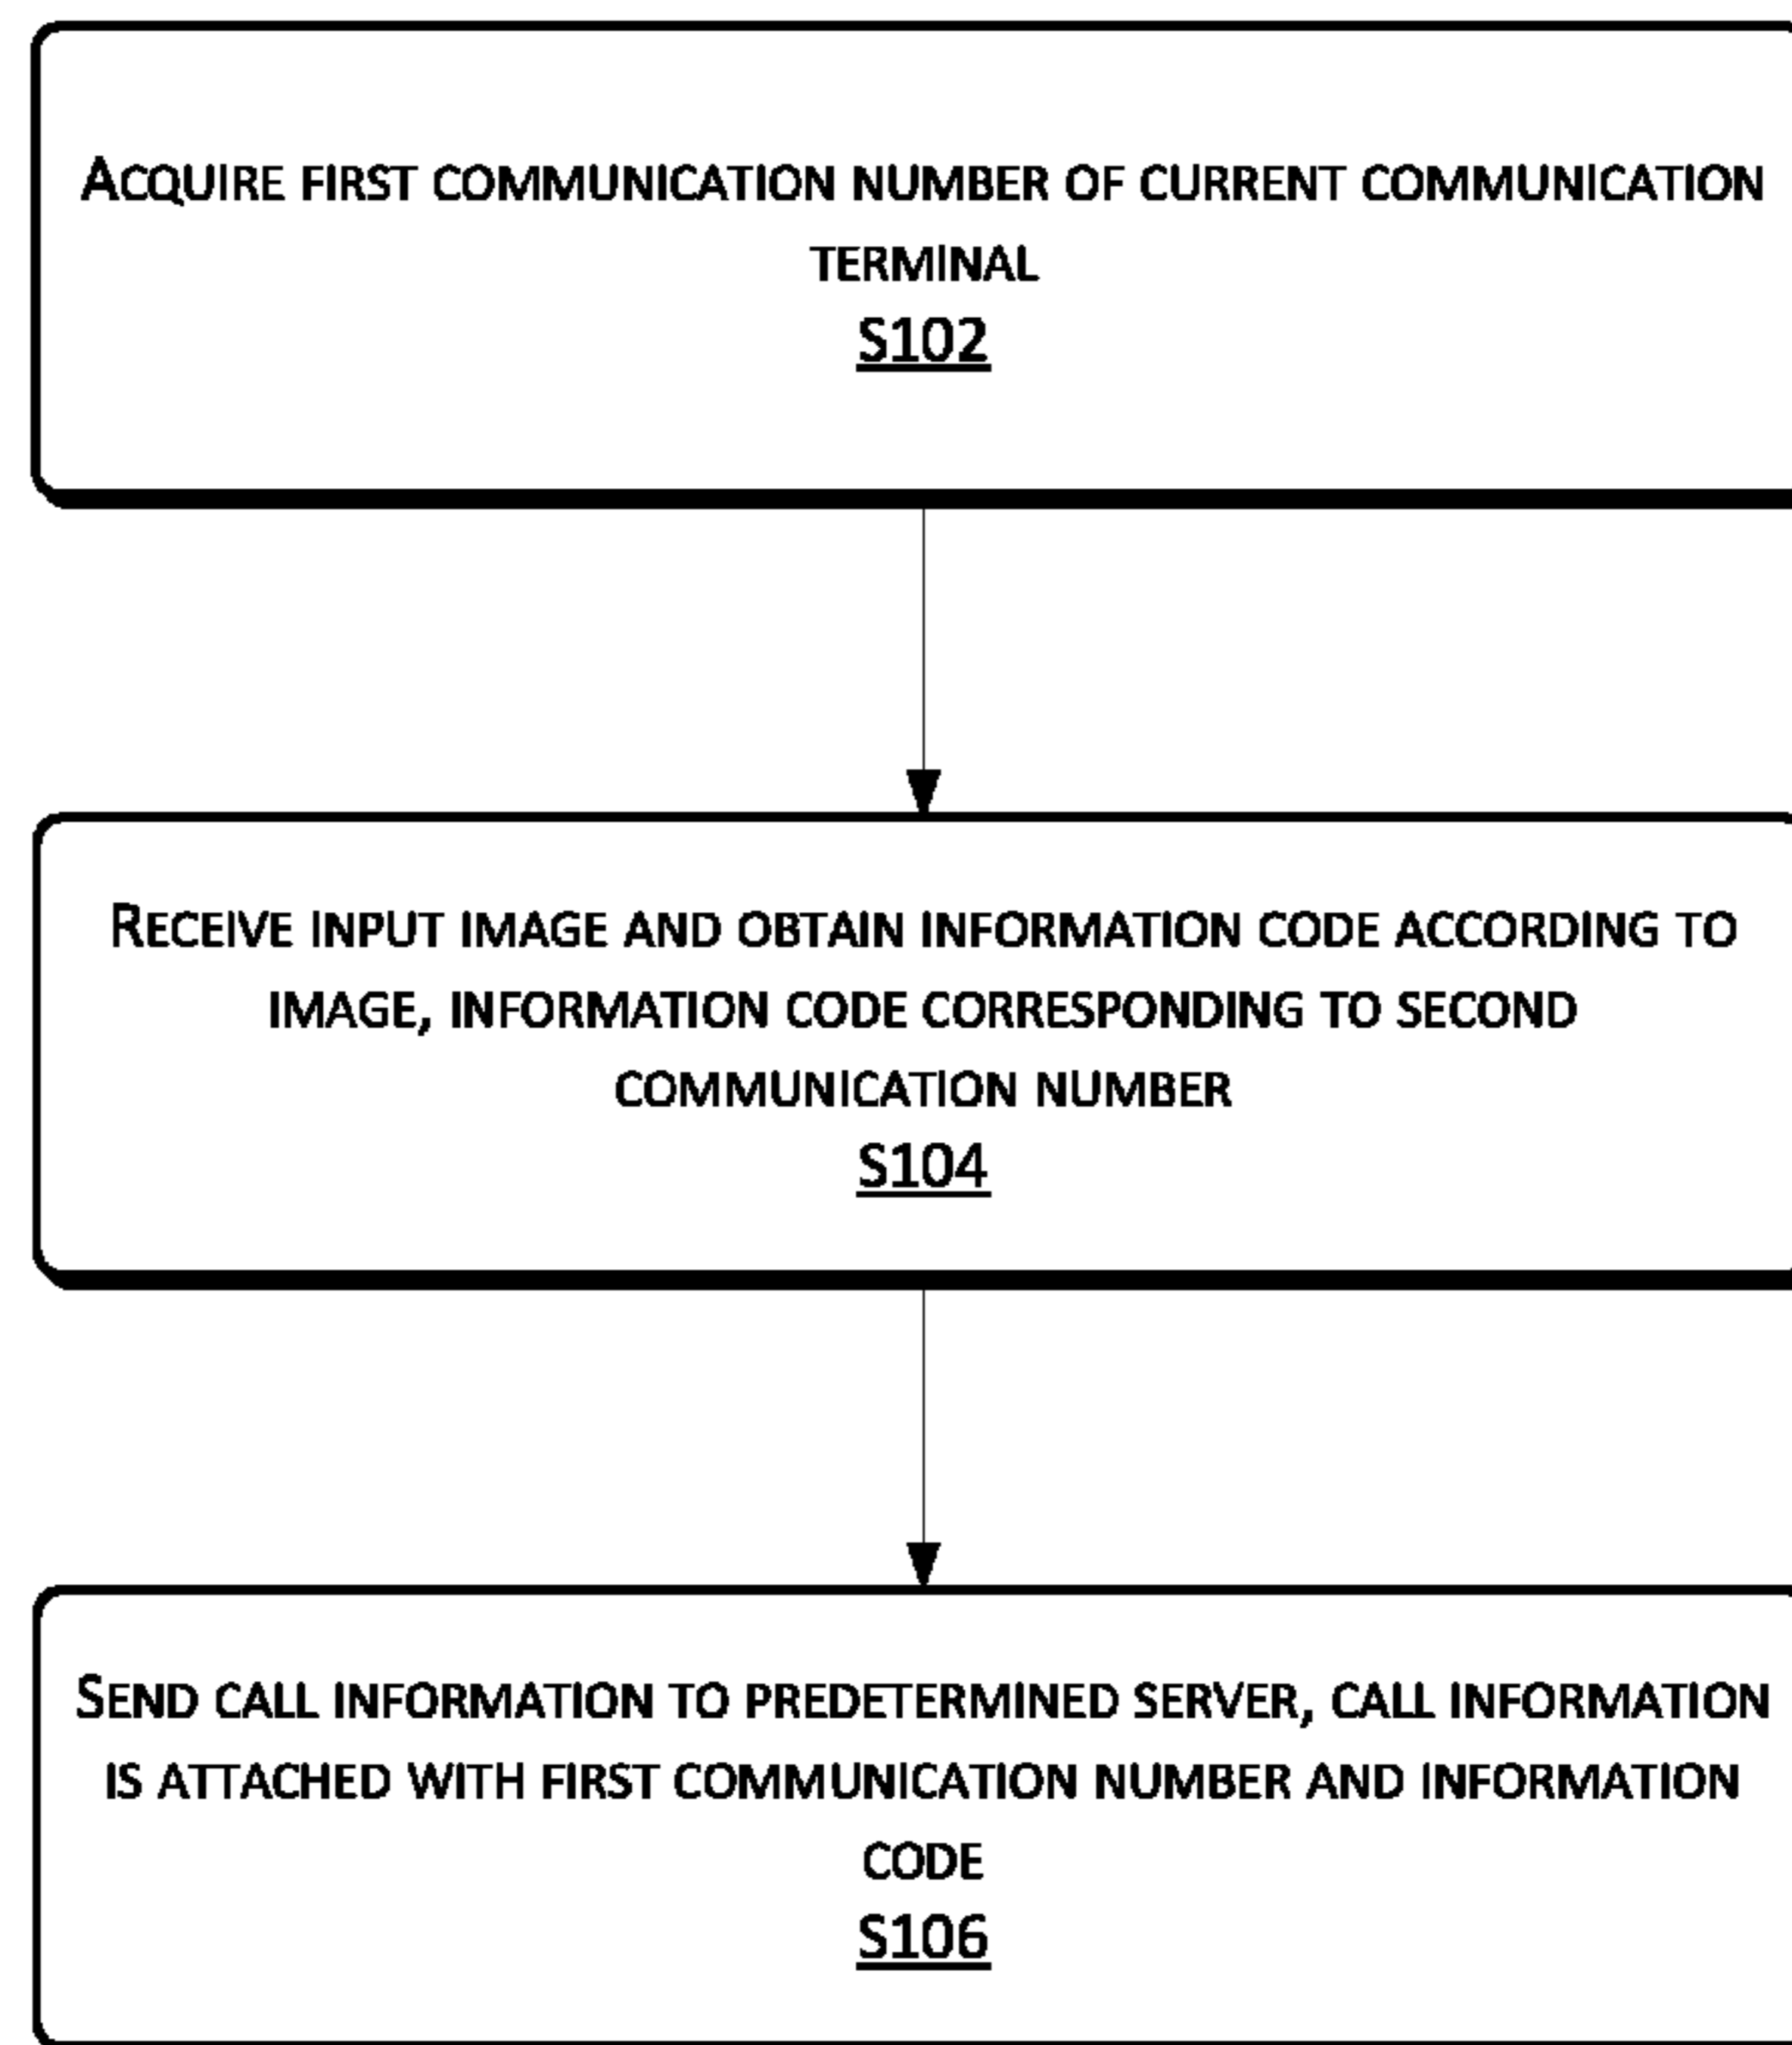 ACQUIRE FIRST COMMUNICATION NUMBER OF CURRENT COMMUNICATION
TERMINAL
S102
RECEIVE INPUT IMAGE AND OBTAIN INFORMATION CODE ACCORDING TO
IMAGE, INFORMATION CODE CORRESPONDING TO SECOND
COMMUNICATION NUMBER
S104
SEND CALL INFORMATION TO PREDETERMINED SERVER, CALL INFORMATION
IS ATTACHED WITH FIRST COMMUNICATION NUMBER AND INFORMATION
CODE
S106